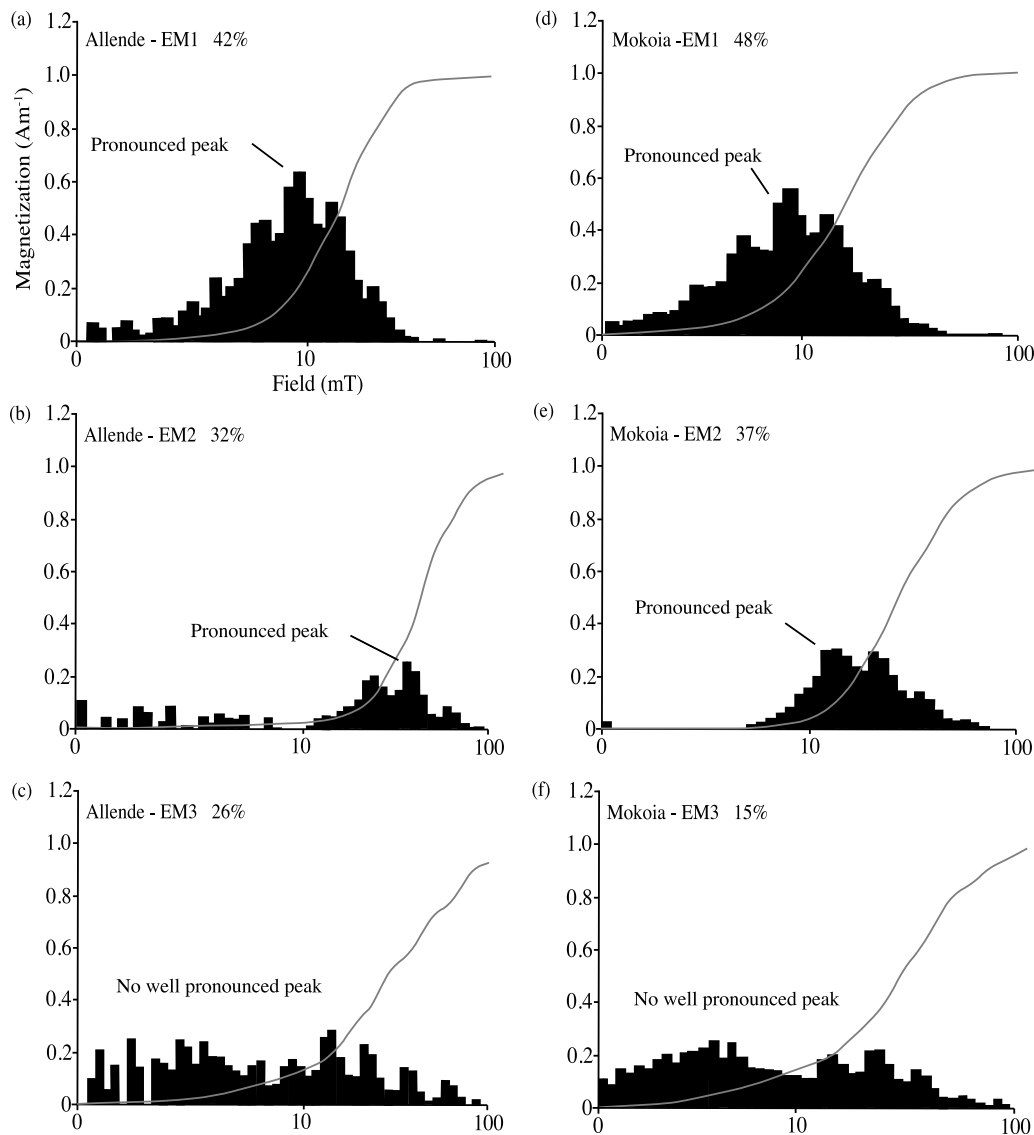 (a)
1.2
1.0
0.8
0.6
0.4
0.2
0
Magnetization (Am⁻¹)
Allende - EM1 42%
Pronounced peak
0 10 100
Field (mT)
(d)
1.2
1.0
0.8
0.6
0.4
0.2
0
Mokoia -EM1 48%
Pronounced peak
0 10 100
(b)
1.2
1.0
0.8
0.6
0.4
0.2
0
Allende - EM2 32%
Pronounced peak
0 10 100
(e)
1.2
1.0
0.8
0.6
0.4
0.2
0
Mokoia - EM2 37%
Pronounced peak
0 10 100
(c)
1.2
1.0
0.8
0.6
0.4
0.2
0
Allende - EM3 26%
No well pronounced peak
0 10 100
(f)
1.2
1.0
0.8
0.6
0.4
0.2
0
Mokoia - EM3 15%
No well pronounced peak
0 10 100